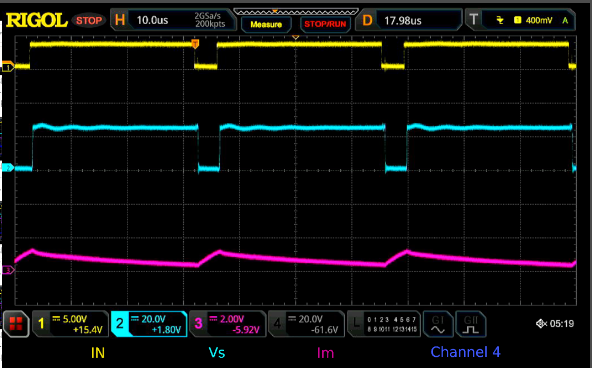 RIGOL STOP H 10.0us 2GSa/s 200kpts Measure STOP/RUN D 17.98us T 400mV A
1
2
3
1 5.00V +15.4V 2 20.0V +1.80V 3 2.00V -5.92V 4 20.0V -61.6V L 0 1 2 3 4 5 6 7 8 9 10 11 12 13 14 15 GI GII 05:19
IN Vs Im Channel 4